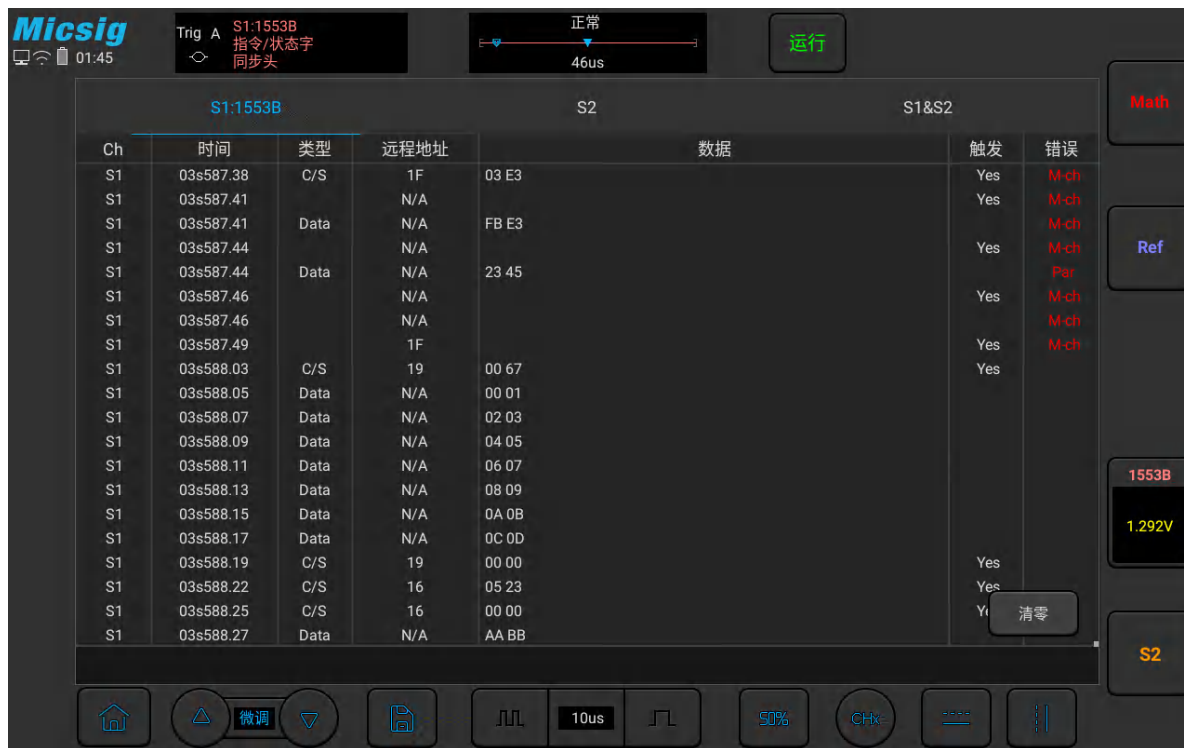 Micsig
01:45
Trig A S1:1553B
指令/状态字
同步头
正常
46us
运行
S1:1553B S2 S1&S2
Ch 时间 类型 远程地址 数据 触发 错误
S1 03s587.38 C/S 1F 03 E3 Yes M-ch
S1 03s587.41 N/A Yes M-ch
S1 03s587.41 Data N/A FB E3 M-ch
S1 03s587.44 N/A Yes M-ch
S1 03s587.44 Data N/A 23 45 Par
S1 03s587.46 N/A Yes M-ch
S1 03s587.46 N/A M-ch
S1 03s587.49 1F Yes M-ch
S1 03s588.03 C/S 19 00 67 Yes
S1 03s588.05 Data N/A 00 01
S1 03s588.07 Data N/A 02 03
S1 03s588.09 Data N/A 04 05
S1 03s588.11 Data N/A 06 07
S1 03s588.13 Data N/A 08 09
S1 03s588.15 Data N/A 0A 0B
S1 03s588.17 Data N/A 0C 0D
S1 03s588.19 C/S 19 00 00 Yes
S1 03s588.22 C/S 16 05 23 Yes
S1 03s588.25 C/S 16 00 00
S1 03s588.27 Data N/A AA BB
清零
Math
Ref
1553B
1.292V
S2
微调
10us
50%
CHx